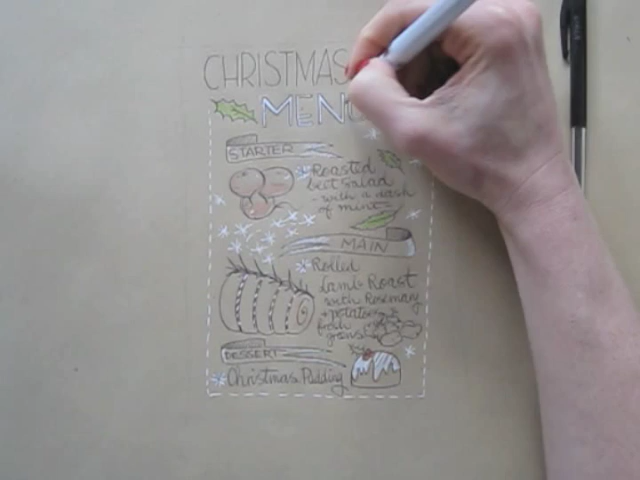 CHRISTMAS
MEN
STARTER
Roasted
beet Salad
- with a dash
of mint -
MAIN
Rolled
Lamb Roast
with Rosemary
+ potatoes &
fresh
greens
DESSERT
Christmas Pudding